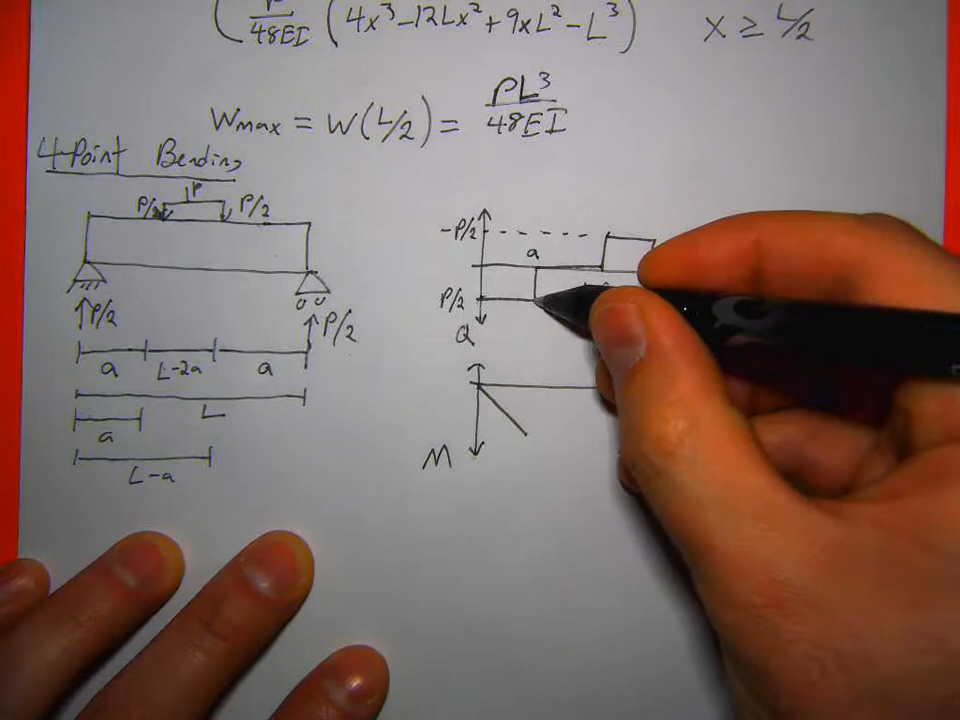 48EI (4x³-12Lx²+9xL²-L³) x ≥ L/2
Wmax = W(L/2) = PL³/48EI
4-Point Bending
P
P/2 P/2
P/2 P/2
a L-2a a
L
a
L-a
-P/2
a
P/2
Q
M